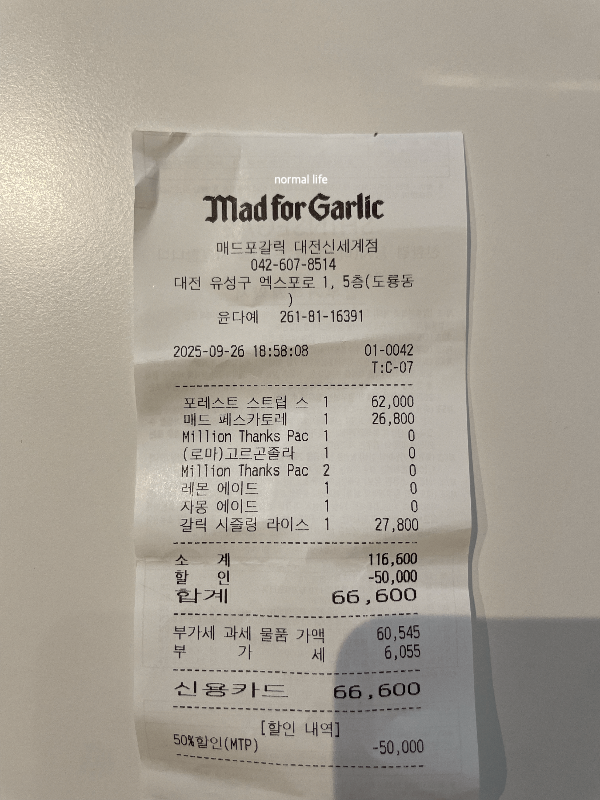 normal life
Mad for Garlic
매드포갈릭 대전신세계점
042-607-8514
대전 유성구 엑스포로 1, 5층(도룡동
)
윤다예 261-81-16391
2025-09-26 18:58:08 01-0042
T:C-07
포레스트 스트립 스 1 62,000
매드 페스카토레 1 26,800
Million Thanks Pac 1 0
(로마)고르곤졸라 1 0
Million Thanks Pac 2 0
레몬 에이드 1 0
자몽 에이드 1 0
갈릭 시즐링 라이스 1 27,800
소 계 116,600
할 인 -50,000
합계 66,600
부가세 과세 물품 가액 60,545
부 가 세 6,055
신용카드 66,600
[할인 내역]
50%할인(MTP) -50,000